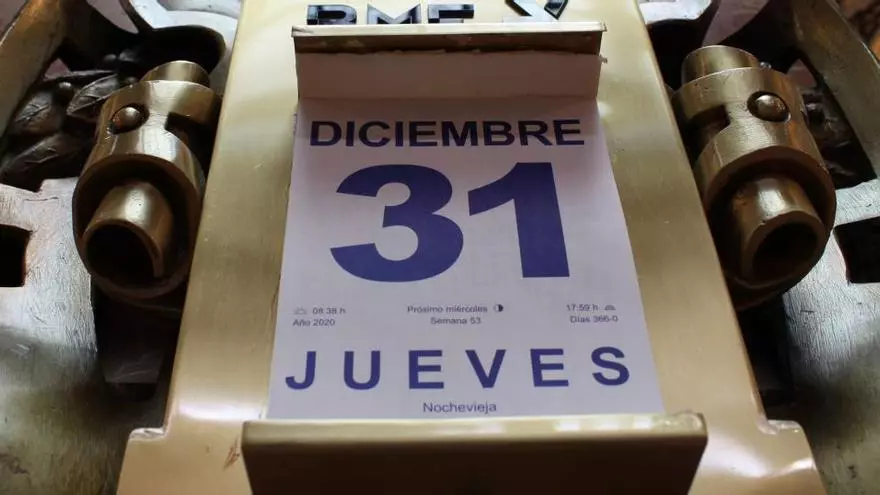 DICIEMBRE
31
08:38 h Próximo miércoles 17:59 h
Año 2020 Semana 53 Días 366-0
JUEVES
Nochevieja